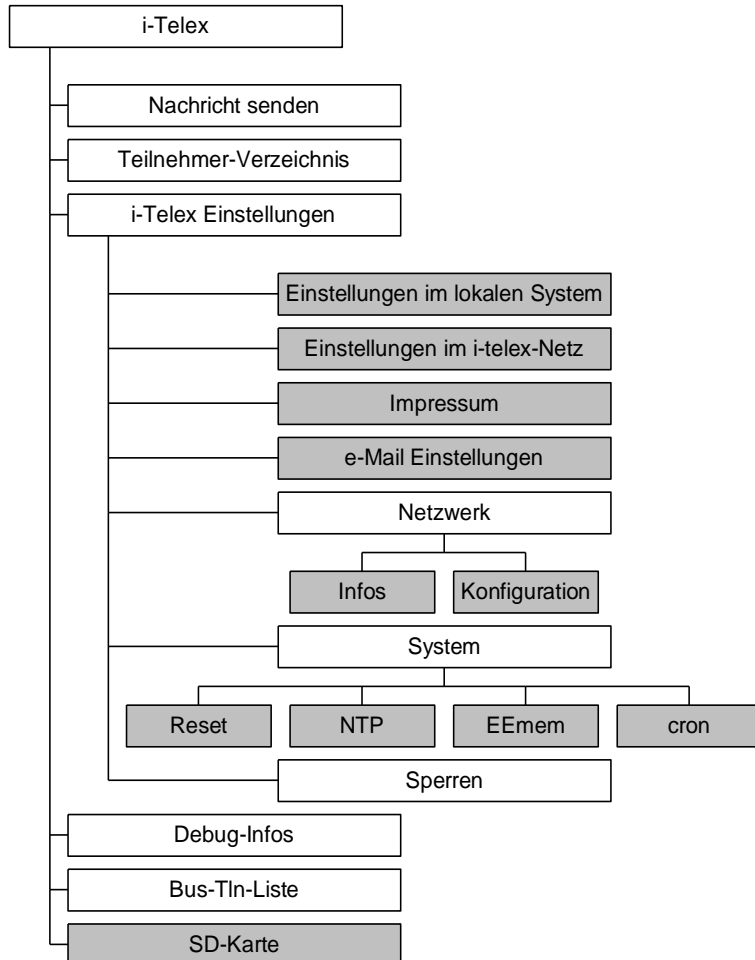 i-Telex
Nachricht senden
Teilnehmer-Verzeichnis
i-Telex Einstellungen
Einstellungen im lokalen System
Einstellungen im i-telex-Netz
Impressum
e-Mail Einstellungen
Netzwerk
Infos
Konfiguration
System
Reset
NTP
EEmem
cron
Sperren
Debug-Infos
Bus-Tln-Liste
SD-Karte